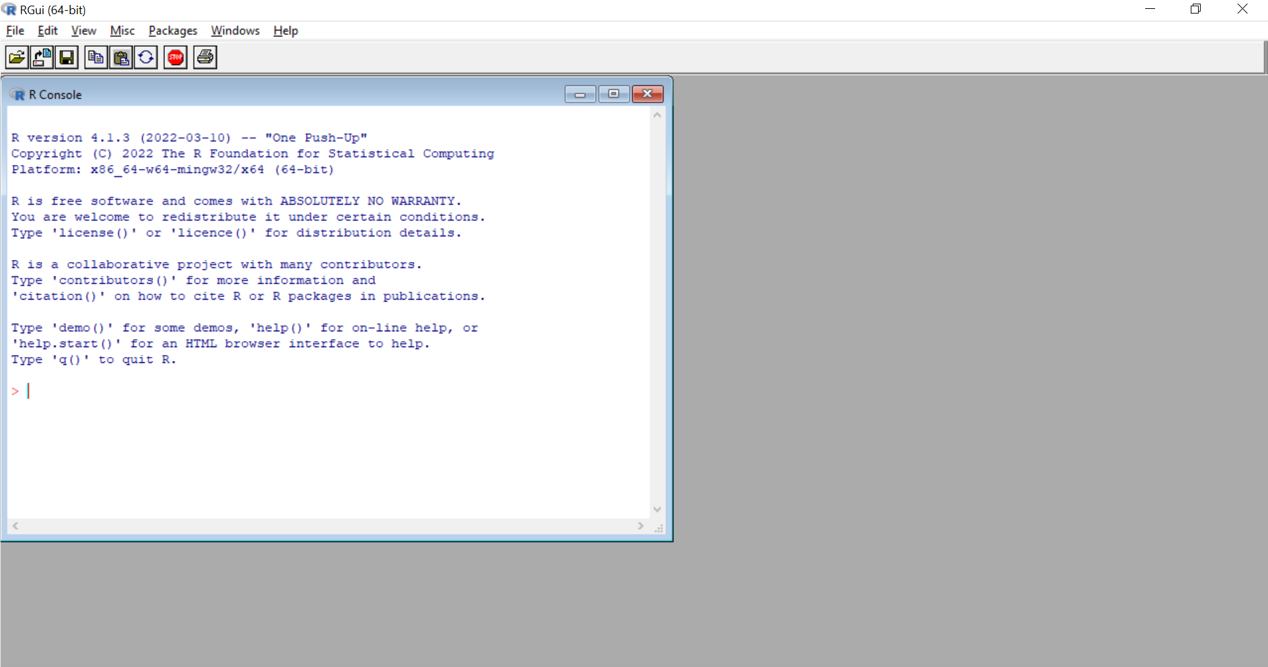 RGui (64-bit)
File Edit View Misc Packages Windows Help
STOP
R Console
R version 4.1.3 (2022-03-10) -- "One Push-Up"
Copyright (C) 2022 The R Foundation for Statistical Computing
Platform: x86_64-w64-mingw32/x64 (64-bit)
R is free software and comes with ABSOLUTELY NO WARRANTY.
You are welcome to redistribute it under certain conditions.
Type 'license()' or 'licence()' for distribution details.
R is a collaborative project with many contributors.
Type 'contributors()' for more information and
'citation()' on how to cite R or R packages in publications.
Type 'demo()' for some demos, 'help()' for on-line help, or
'help.start()' for an HTML browser interface to help.
Type 'q()' to quit R.
>